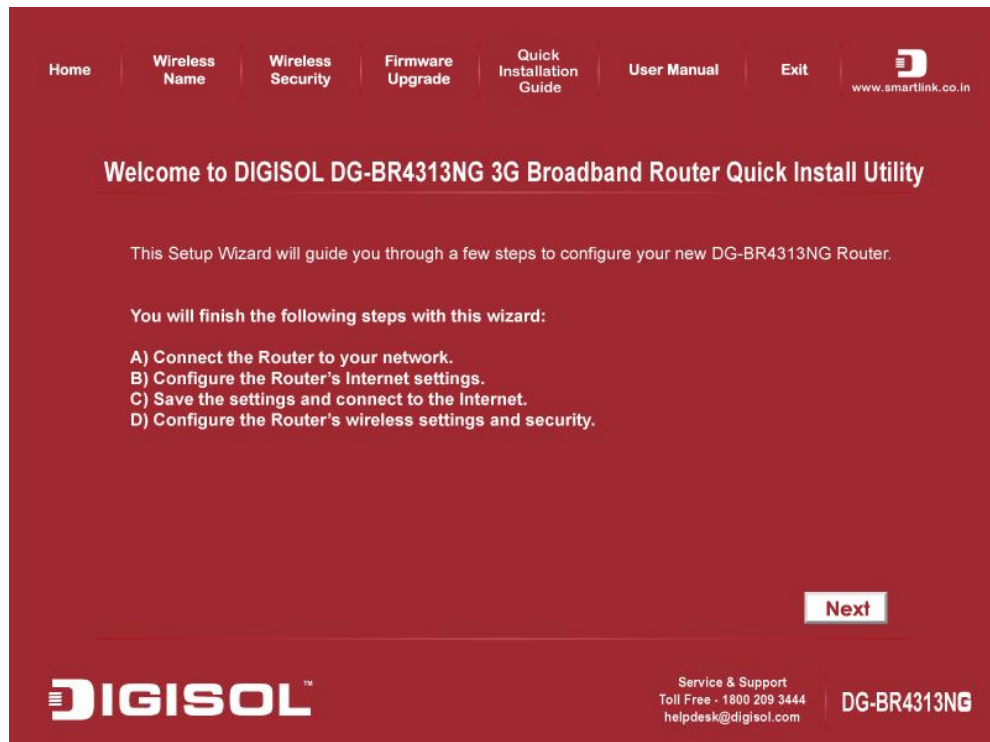 Home
Wireless Name
Wireless Security
Firmware Upgrade
Quick Installation Guide
User Manual
Exit
www.smartlink.co.in
Welcome to DIGISOL DG-BR4313NG 3G Broadband Router Quick Install Utility
This Setup Wizard will guide you through a few steps to configure your new DG-BR4313NG Router.
You will finish the following steps with this wizard:
A) Connect the Router to your network.
B) Configure the Router's Internet settings.
C) Save the settings and connect to the Internet.
D) Configure the Router's wireless settings and security.
Next
DIGISOL™
Service & Support
Toll Free - 1800 209 3444
helpdesk@digisol.com
DG-BR4313NG